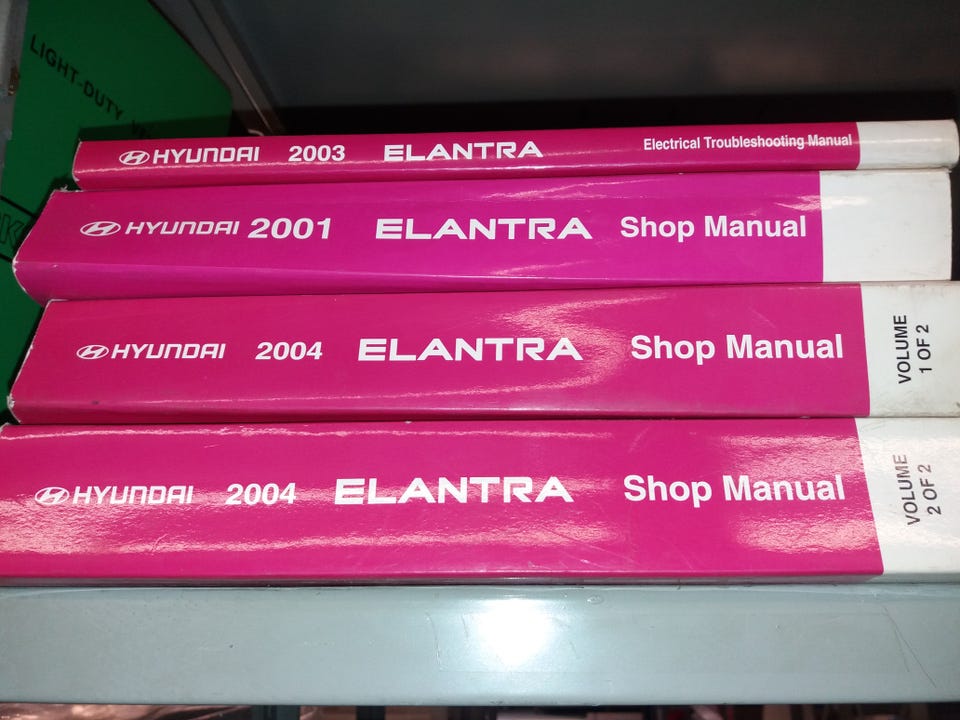 LIGHT-DUTY
HYUNDAI 2003 ELANTRA Electrical Troubleshooting Manual
HYUNDAI 2001 ELANTRA Shop Manual
HYUNDAI 2004 ELANTRA Shop Manual VOLUME 1 OF 2
HYUNDAI 2004 ELANTRA Shop Manual VOLUME 2 OF 2